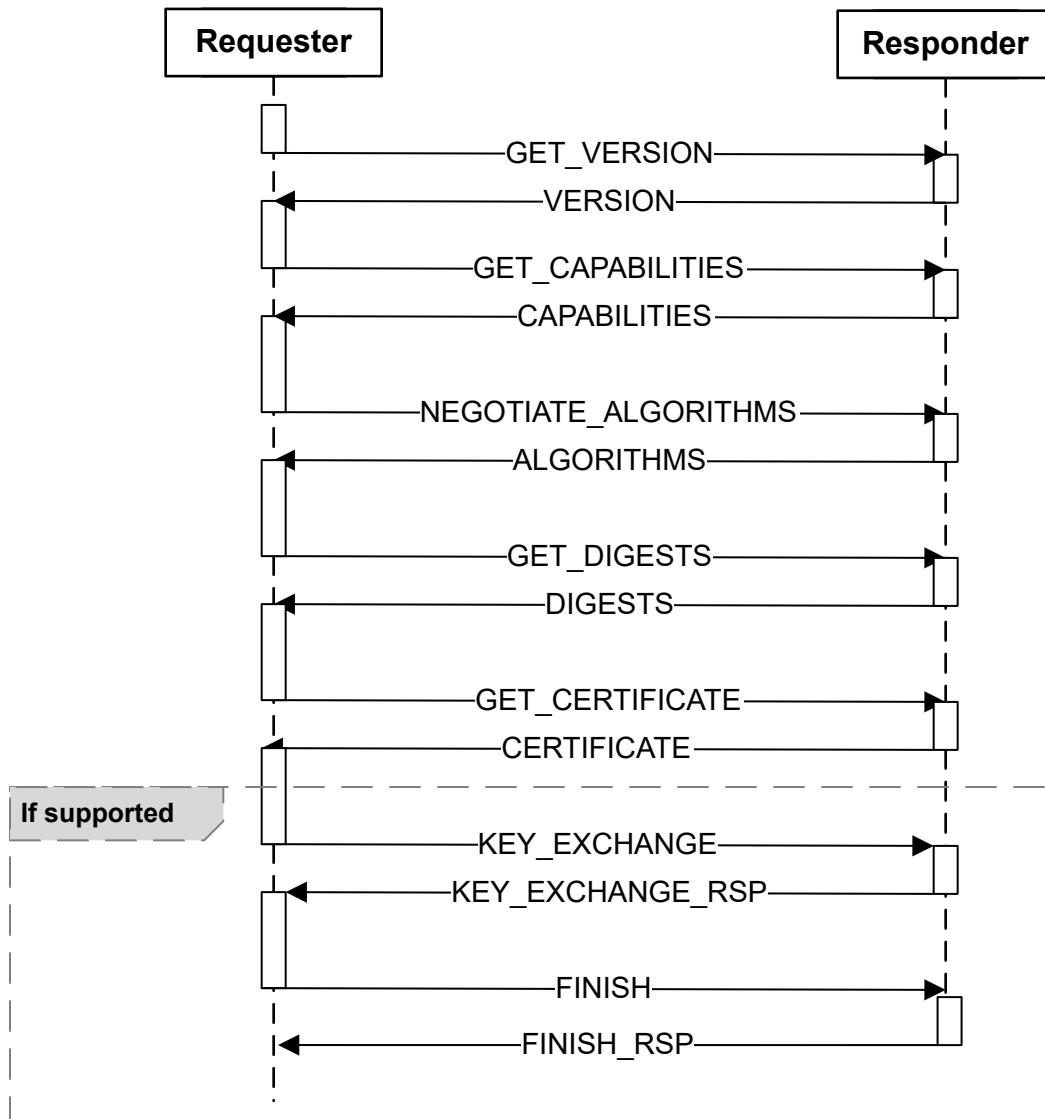 Requester
Responder
GET_VERSION
VERSION
GET_CAPABILITIES
CAPABILITIES
NEGOTIATE_ALGORITHMS
ALGORITHMS
GET_DIGESTS
DIGESTS
GET_CERTIFICATE
CERTIFICATE
If supported
KEY_EXCHANGE
KEY_EXCHANGE_RSP
FINISH
FINISH_RSP